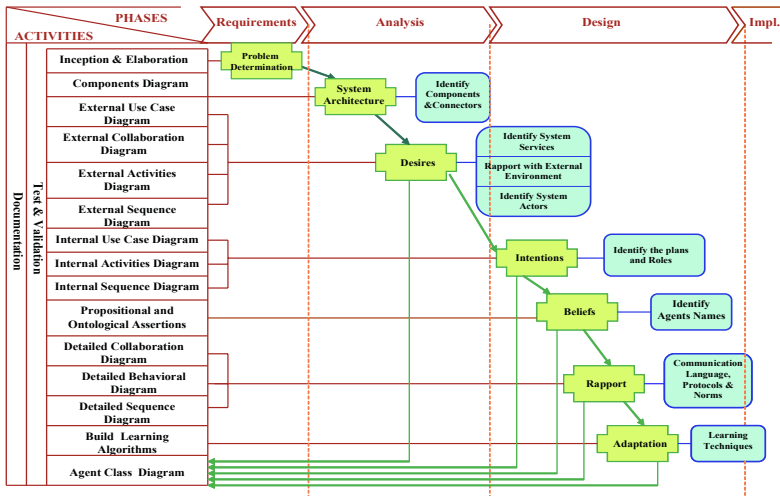 PHASES
ACTIVITIES
Requirements
Analysis
Design
Impl.
Documentation
Test & Validation
Inception & Elaboration
Components Diagram
External Use Case
Diagram
External Collaboration
Diagram
External Activities
Diagram
External Sequence
Diagram
Internal Use Case Diagram
Internal Activities Diagram
Internal Sequence Diagram
Propositional and
Ontological Assertions
Detailed Collaboration
Diagram
Detailed Behavioral
Diagram
Detailed Sequence
Diagram
Build Learning
Algorithms
Agent Class Diagram
Problem
Determination
System
Architecture
Identify
Components
&Connectors
Desires
Identify System
Services
Rapport with External
Environment
Identify System
Actors
Intentions
Identify the plans
and Roles
Beliefs
Identify
Agents Names
Rapport
Communication
Language,
Protocols &
Norms
Adaptation
Learning
Techniques